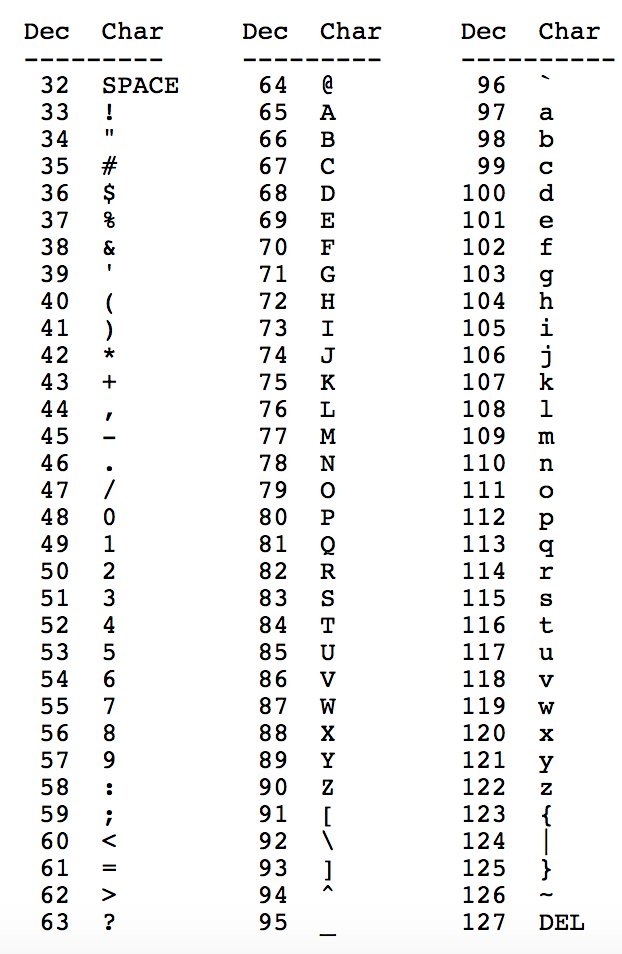 Dec  Char     Dec  Char     Dec  Char
---------     ---------     ----------
32  SPACE     64  @     96  `
33  !     65  A     97  a
34  "     66  B     98  b
35  #     67  C     99  c
36  $     68  D     100  d
37  %     69  E     101  e
38  &     70  F     102  f
39  '     71  G     103  g
40  (     72  H     104  h
41  )     73  I     105  i
42  *     74  J     106  j
43  +     75  K     107  k
44  ,     76  L     108  l
45  -     77  M     109  m
46  .     78  N     110  n
47  /     79  O     111  o
48  0     80  P     112  p
49  1     81  Q     113  q
50  2     82  R     114  r
51  3     83  S     115  s
52  4     84  T     116  t
53  5     85  U     117  u
54  6     86  V     118  v
55  7     87  W     119  w
56  8     88  X     120  x
57  9     89  Y     121  y
58  :     90  Z     122  z
59  ;     91  [     123  {
60  <     92  \     124  |
61  =     93  ]     125  }
62  >     94  ^     126  ~
63  ?     95  _     127  DEL